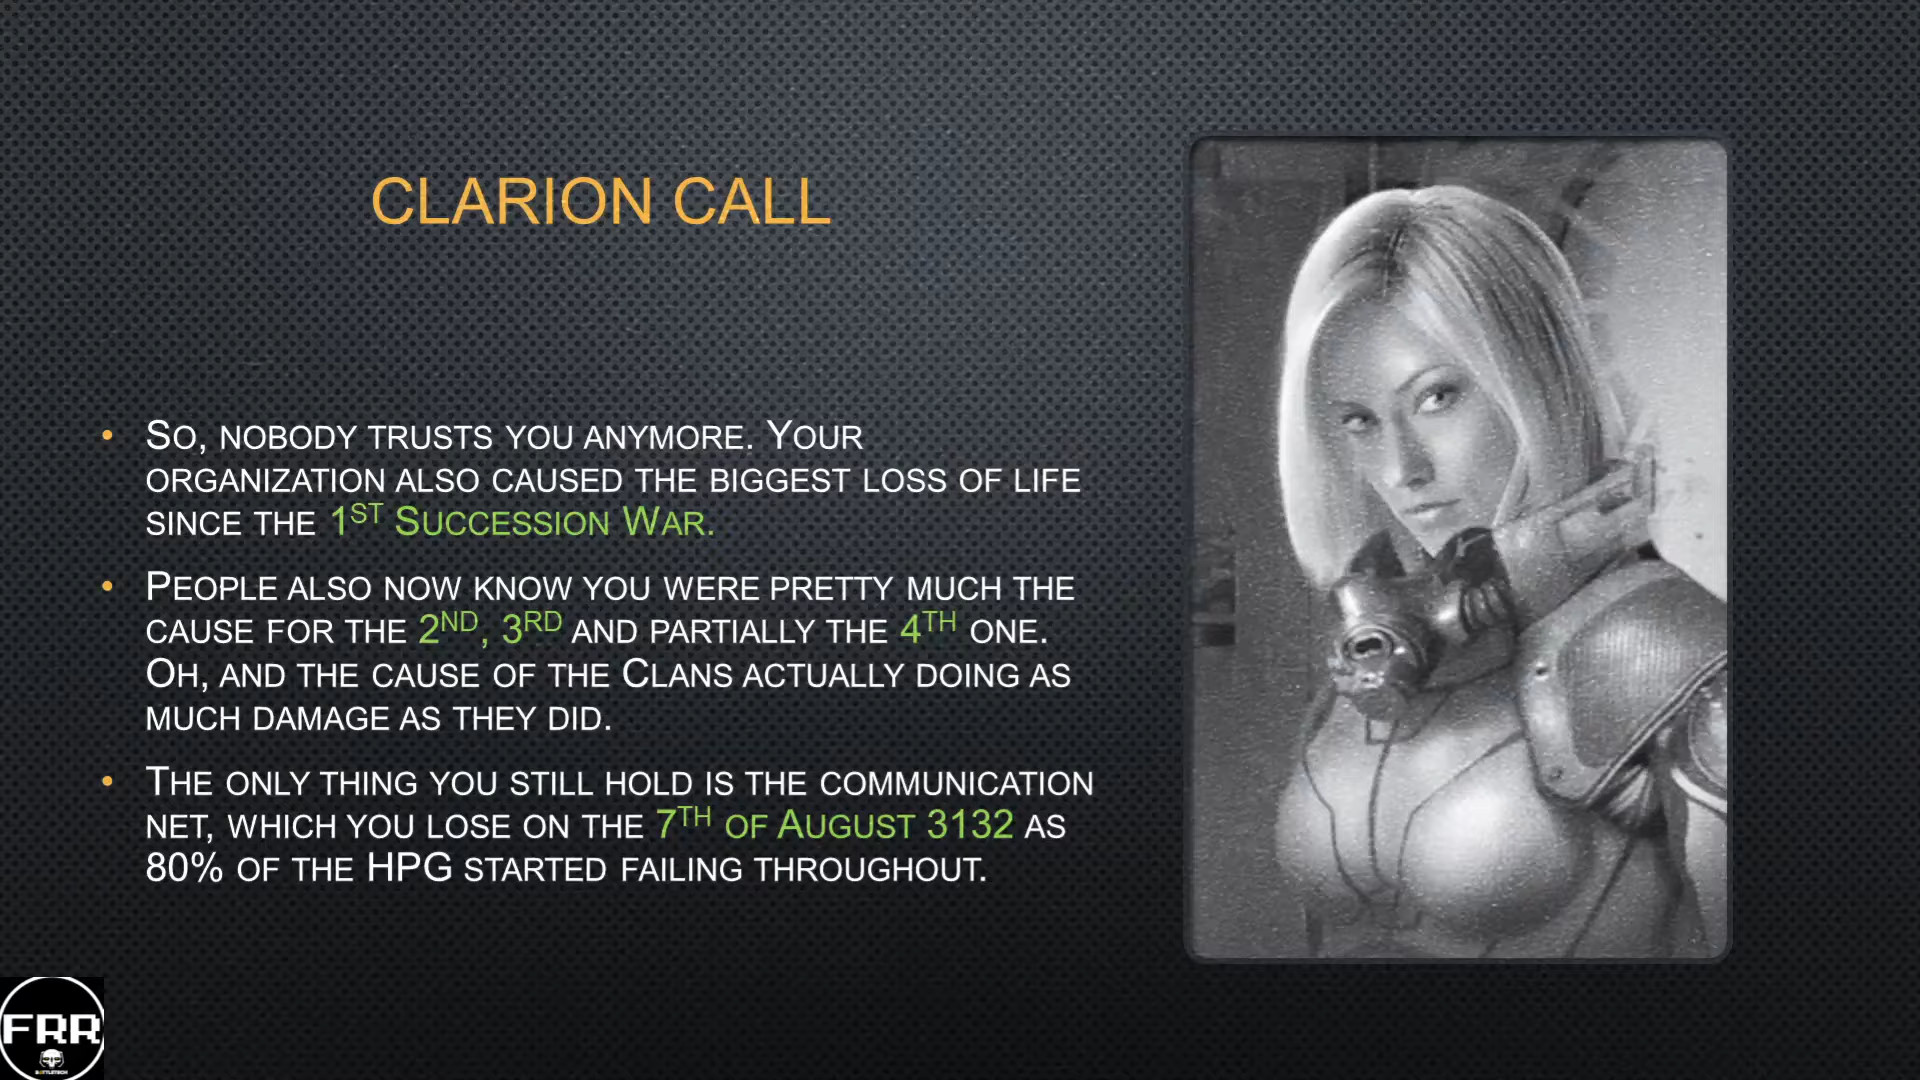 CLARION CALL
• SO, NOBODY TRUSTS YOU ANYMORE. YOUR
ORGANIZATION ALSO CAUSED THE BIGGEST LOSS OF LIFE
SINCE THE 1ST SUCCESSION WAR.
• PEOPLE ALSO NOW KNOW YOU WERE PRETTY MUCH THE
CAUSE FOR THE 2ND, 3RD AND PARTIALLY THE 4TH ONE.
OH, AND THE CAUSE OF THE CLANS ACTUALLY DOING AS
MUCH DAMAGE AS THEY DID.
• THE ONLY THING YOU STILL HOLD IS THE COMMUNICATION
NET, WHICH YOU LOSE ON THE 7TH OF AUGUST 3132 AS
80% OF THE HPG STARTED FAILING THROUGHOUT.
FRR
BATTLETECH